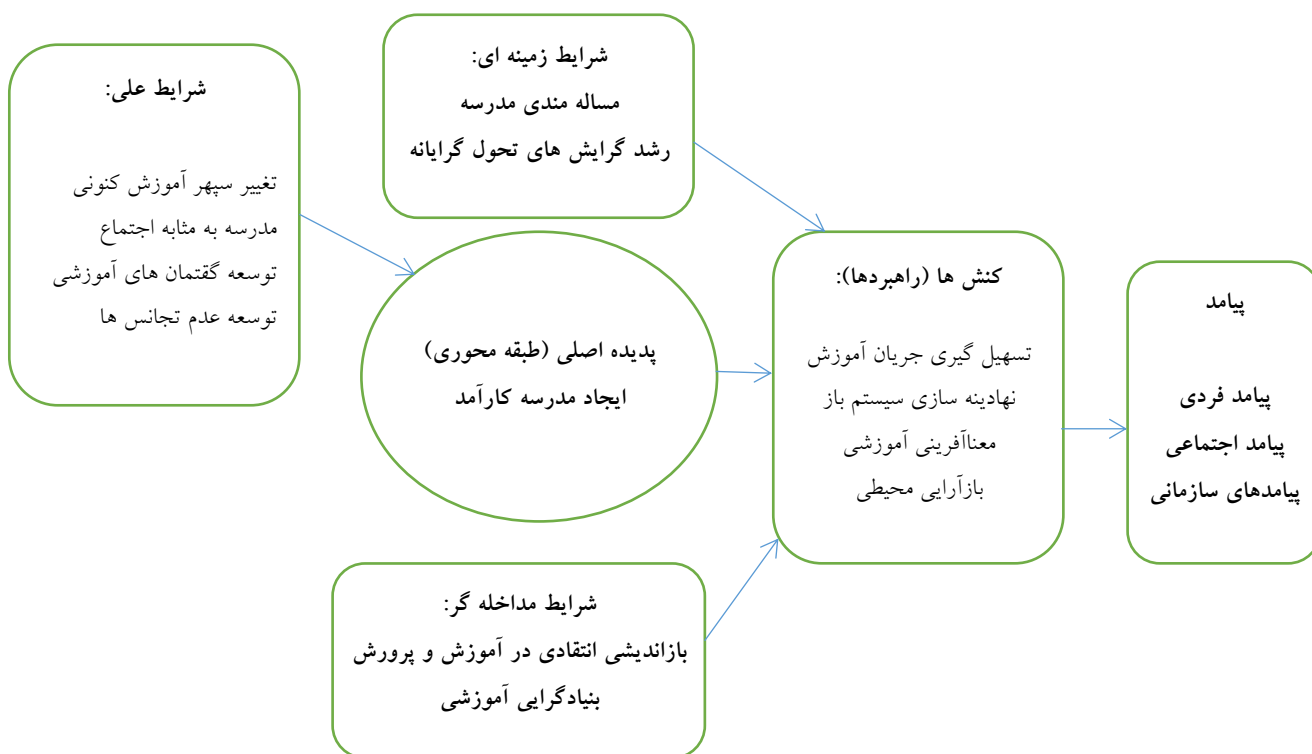 شرایط علی:
تغییر سپهر آموزش کنونی
مدرسه به مثابه اجتماع
توسعه گقتمان های آموزشی
توسعه عدم تجانس ها
شرایط زمینه ای:
مساله مندی مدرسه
رشد گرایش های تحول گرایانه
پدیده اصلی (طبقه محوری)
ایجاد مدرسه کارآمد
شرایط مداخله گر:
بازاندیشی انتقادی در آموزش و پرورش
بنیادگرایی آموزشی
کنش ها (راهبردها):
تسهیل گیری جریان آموزش
نهادینه سازی سیستم باز
معناآفرینی آموزشی
بازآرایی محیطی
پیامد
پیامد فردی
پیامد اجتماعی
پیامدهای سازمانی